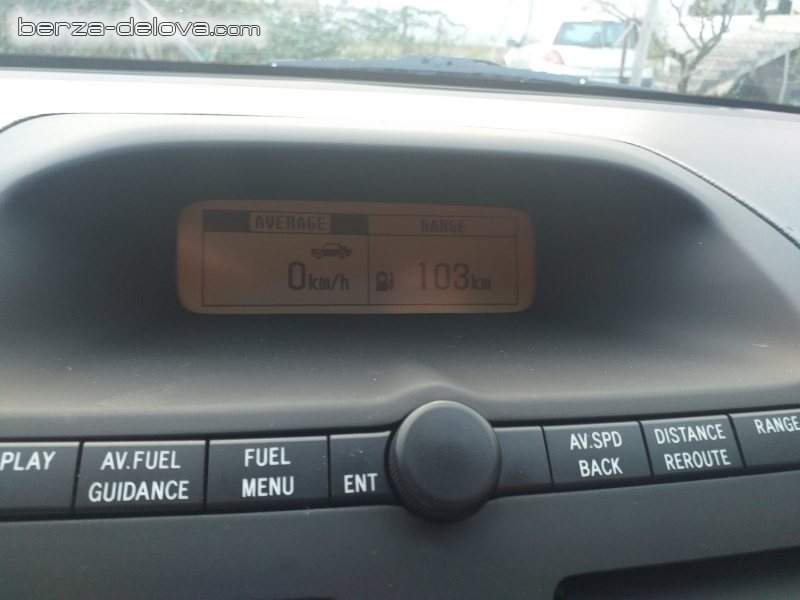 berza-delova.com
AVERAGE RANGE
0km/h 103km
PLAY
AV.FUEL
GUIDANCE
FUEL
MENU
ENT
AV.SPD
BACK
DISTANCE
REROUTE
RANGE